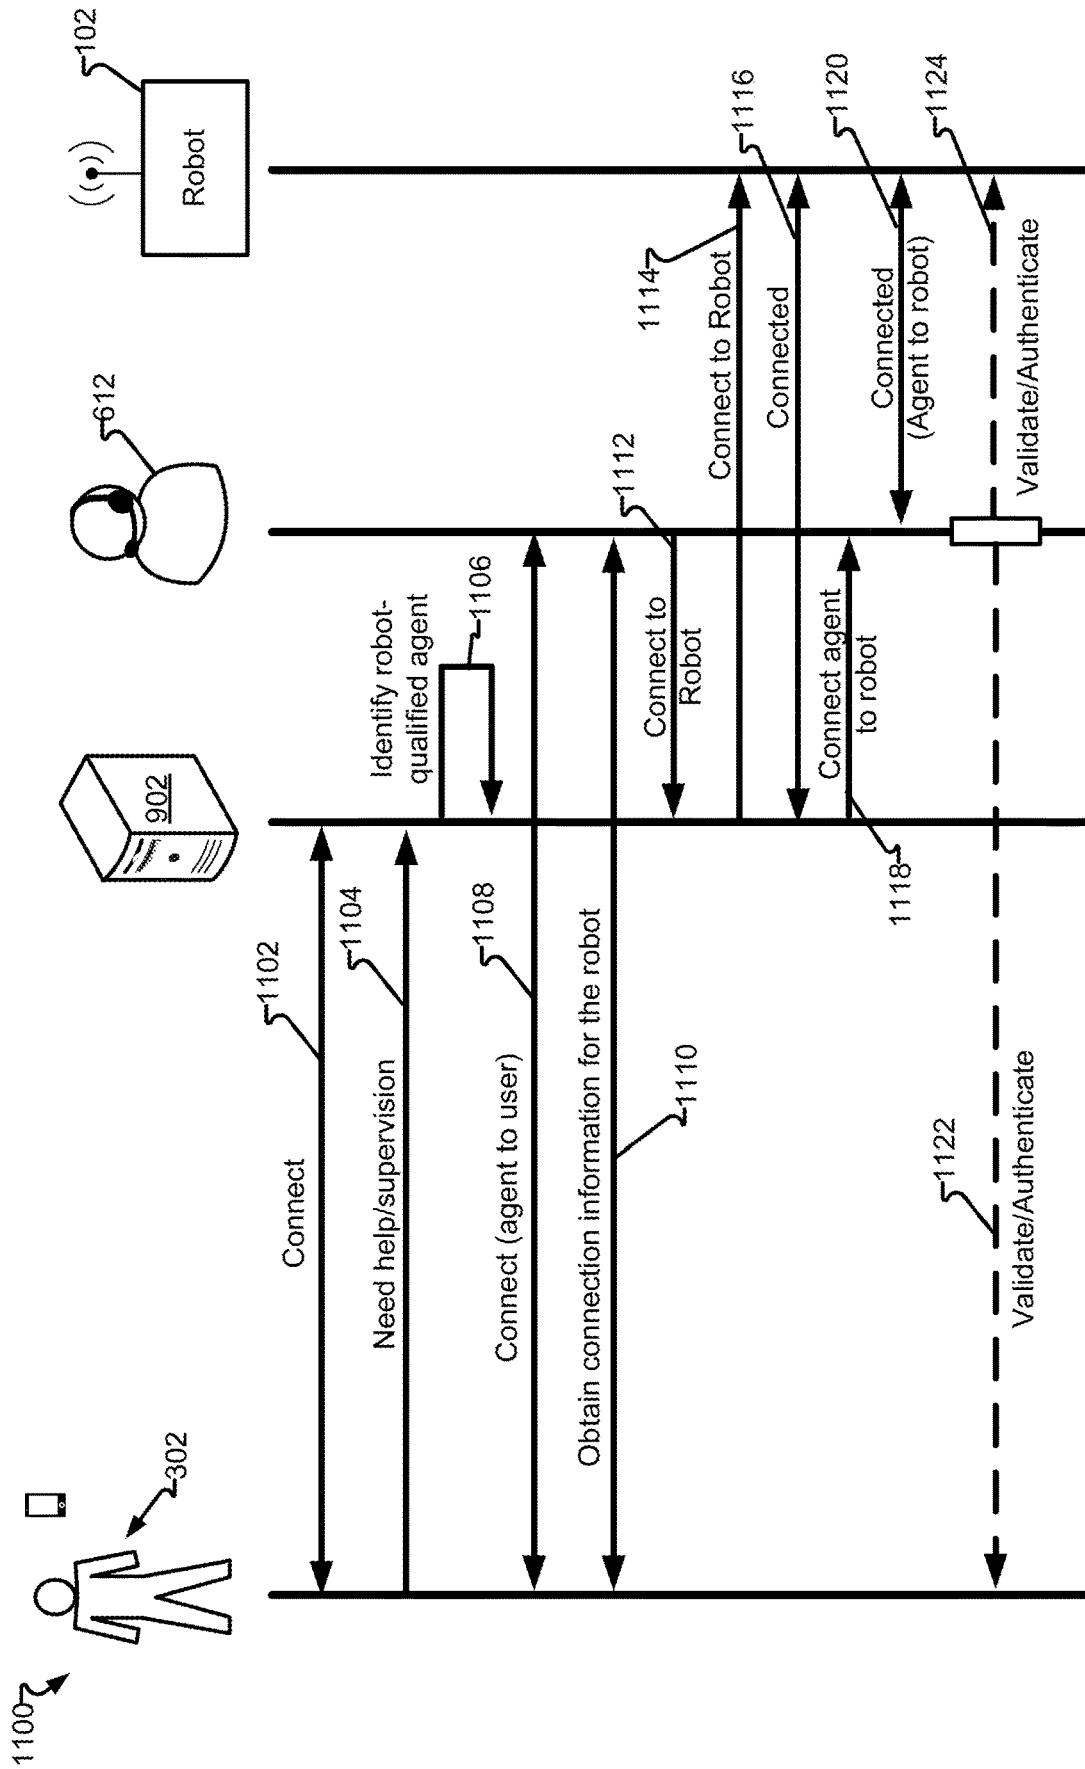 1100
302
902
612
102
Robot
Connect
1102
Need help/supervision
1104
Identify robot-
qualified agent
1106
Connect (agent to user)
1108
Obtain connection information for the robot
1110
Connect to
Robot
1112
Connect to Robot
1114
Connected
1116
Connect agent
to robot
1118
Connected
(Agent to robot)
1120
Validate/Authenticate
1122
Validate/Authenticate
1124